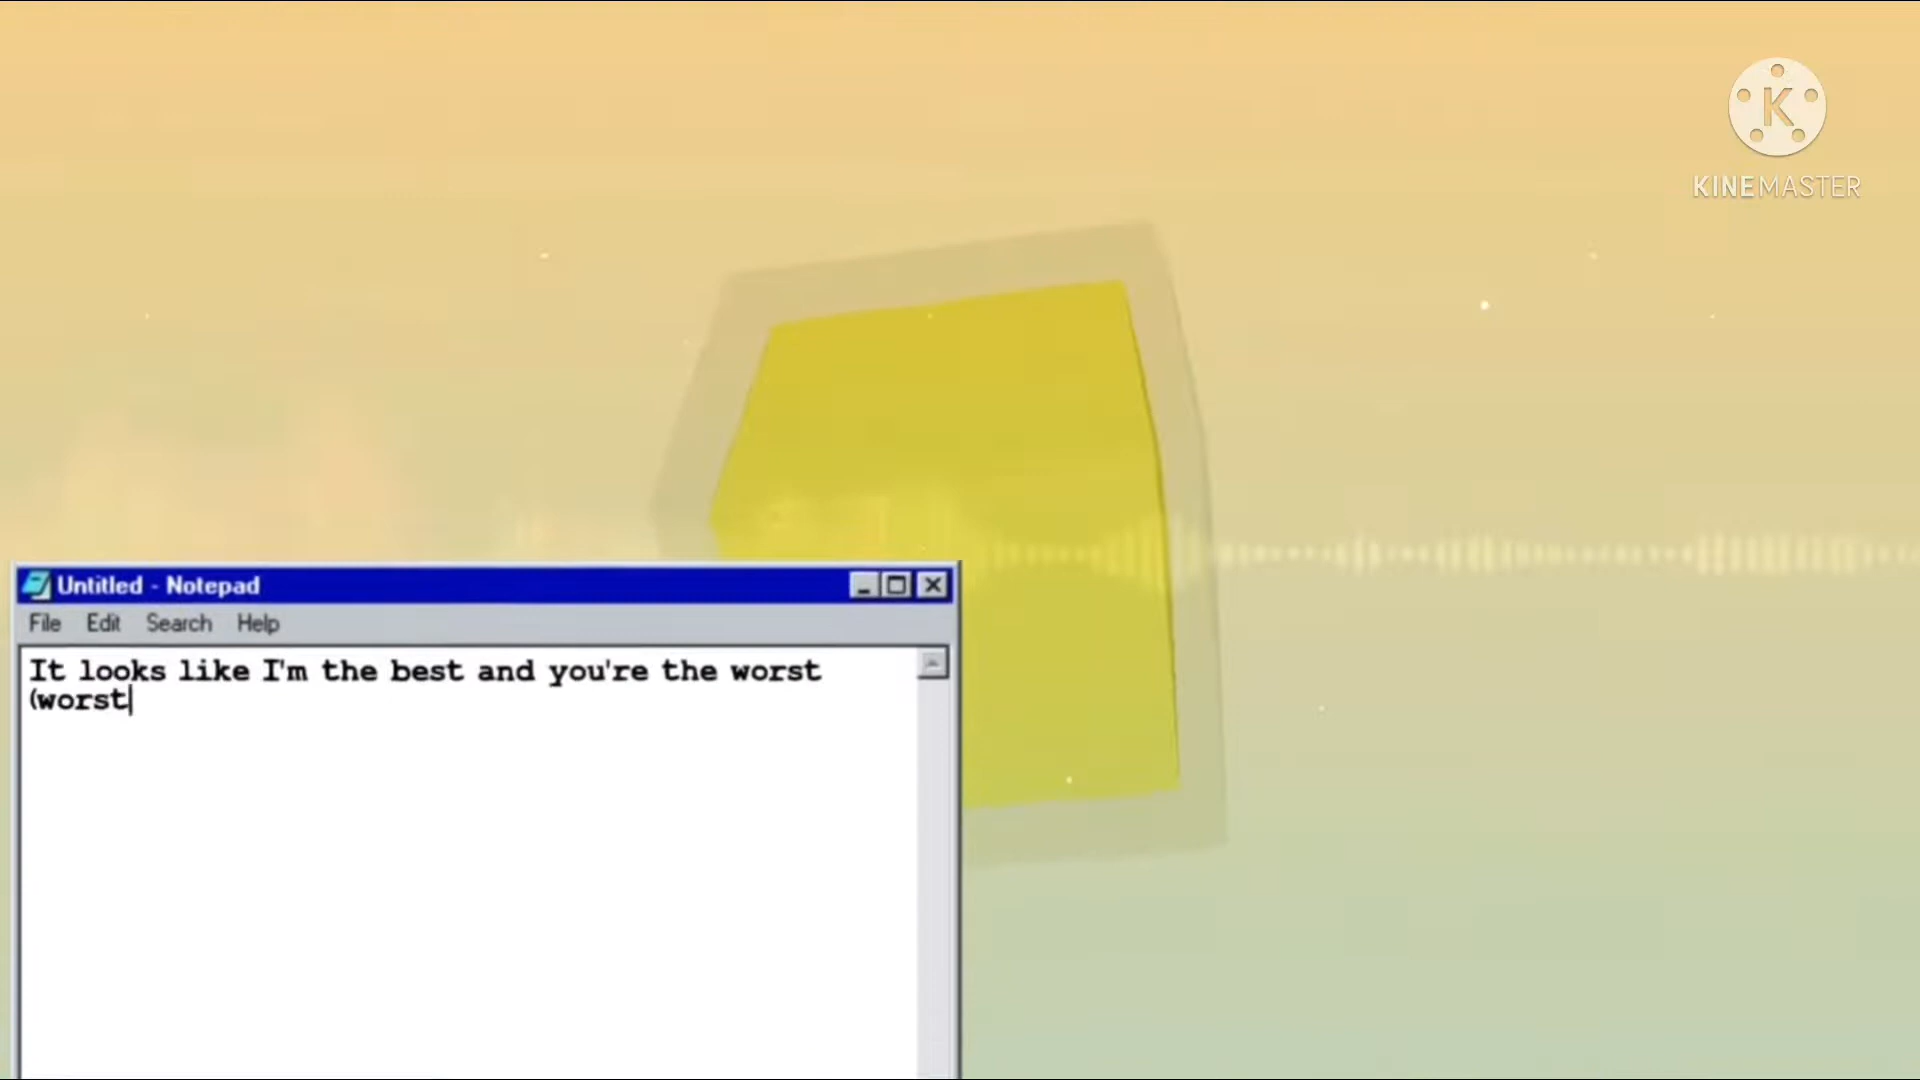 K
KINEMASTER
Untitled - Notepad
File Edit Search Help
It looks like I'm the best and you're the worst
(worst